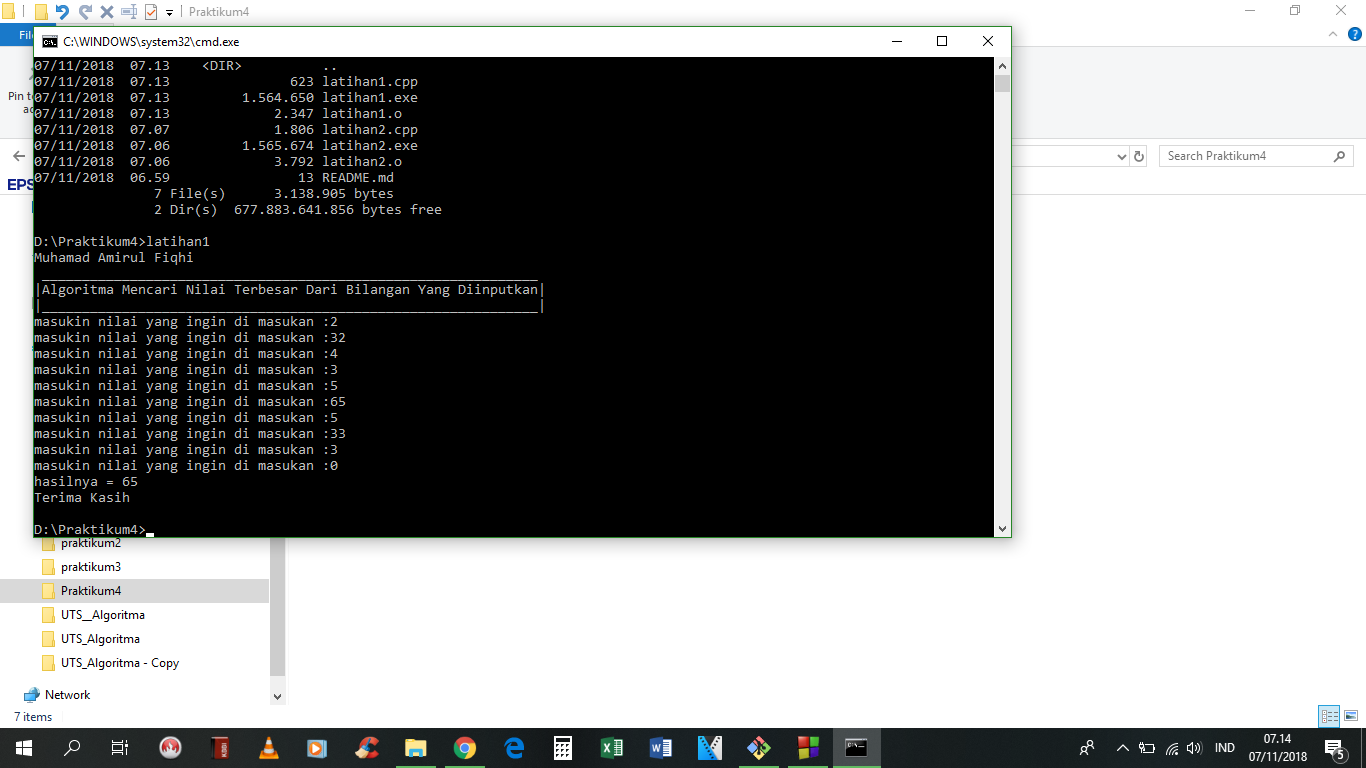 Praktikum4
Fil
C:\WINDOWS\system32\cmd.exe
07/11/2018  07.13    <DIR>          ..
07/11/2018  07.13               623 latihan1.cpp
07/11/2018  07.13         1.564.650 latihan1.exe
07/11/2018  07.13             2.347 latihan1.o
07/11/2018  07.07             1.806 latihan2.cpp
07/11/2018  07.06         1.565.674 latihan2.exe
07/11/2018  07.06             3.792 latihan2.o
07/11/2018  06.59                13 README.md
7 File(s)      3.138.905 bytes
2 Dir(s)  677.883.641.856 bytes free
D:\Praktikum4>latihan1
Muhamad Amirul Fiqhi
|Algoritma Mencari Nilai Terbesar Dari Bilangan Yang Diinputkan|
masukin nilai yang ingin di masukan :2
masukin nilai yang ingin di masukan :32
masukin nilai yang ingin di masukan :4
masukin nilai yang ingin di masukan :3
masukin nilai yang ingin di masukan :5
masukin nilai yang ingin di masukan :65
masukin nilai yang ingin di masukan :5
masukin nilai yang ingin di masukan :33
masukin nilai yang ingin di masukan :3
masukin nilai yang ingin di masukan :0
hasilnya = 65
Terima Kasih
D:\Praktikum4>
Pin to
ac
EPS
Search Praktikum4
praktikum2
praktikum3
Praktikum4
UTS__Algoritma
UTS_Algoritma
UTS_Algoritma - Copy
Network
7 items
IND
07.14
07/11/2018
5